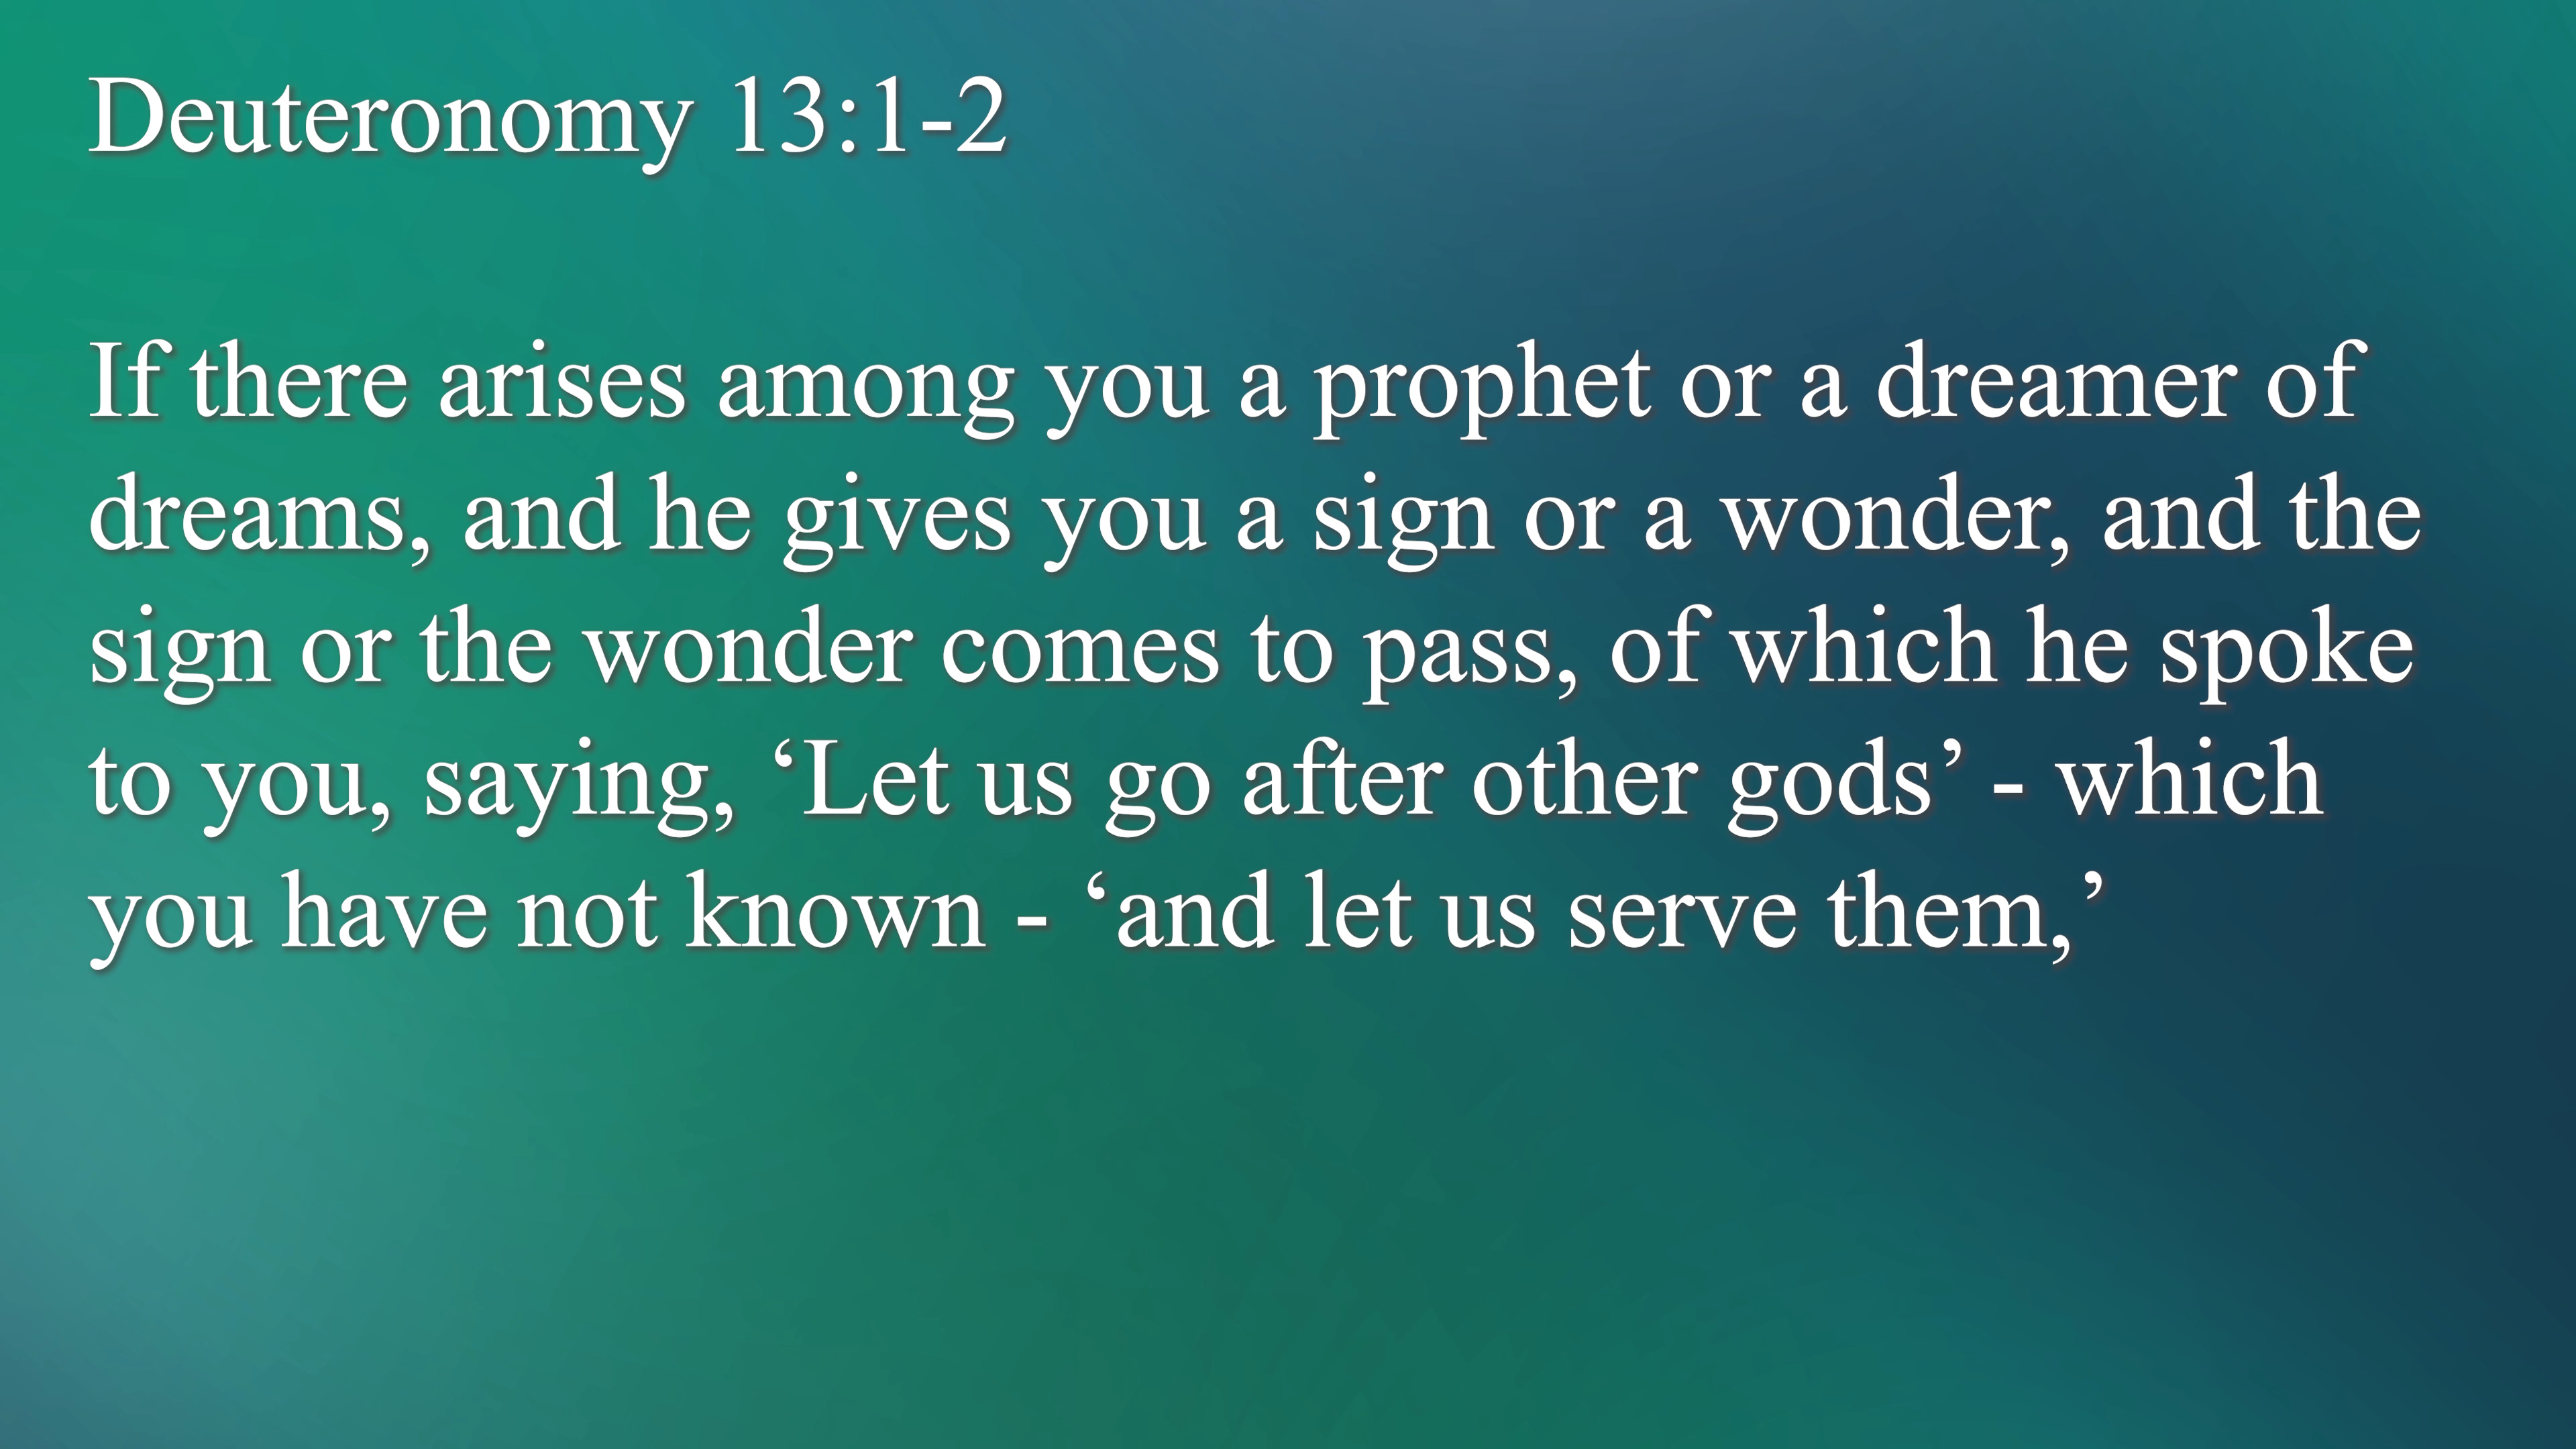 Deuteronomy 13:1-2
If there arises among you a prophet or a dreamer of
dreams, and he gives you a sign or a wonder, and the
sign or the wonder comes to pass, of which he spoke
to you, saying, ‘Let us go after other gods’ - which
you have not known - ‘and let us serve them,’